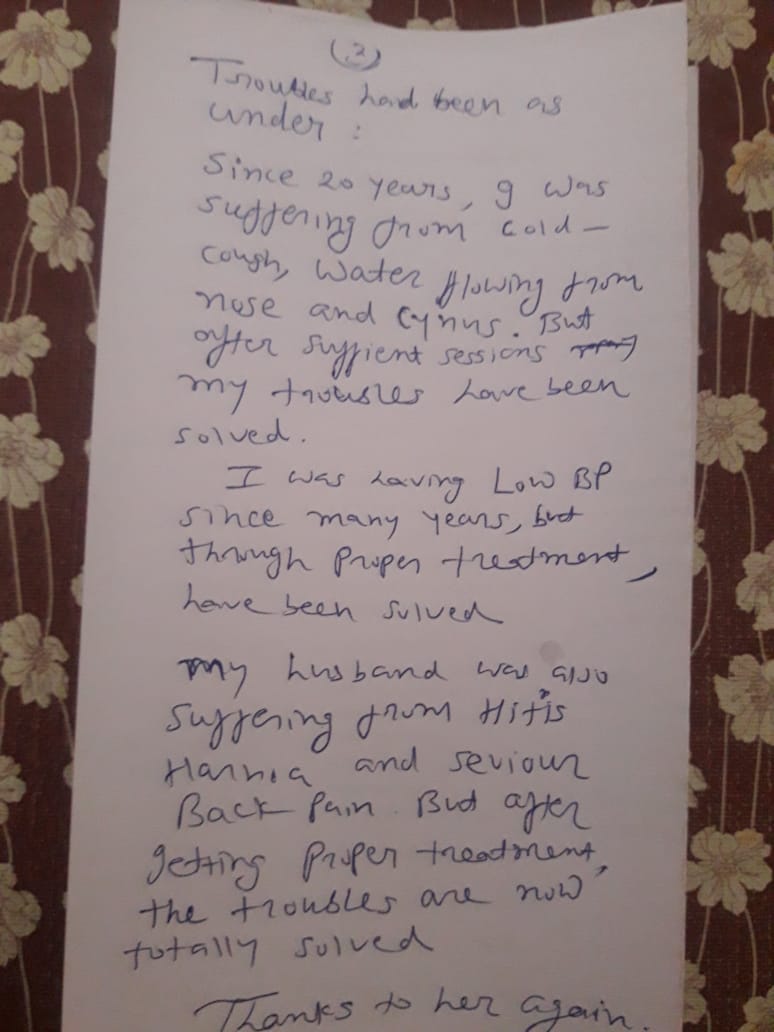 (2)
Troubles had been as
under :
Since 20 years, I was
suffering from cold -
cough, Water flowing from
nose and Cynus. But
after suffient sessions
my troubles have been
solved.
I was having Low BP
since many years, but
through proper treatment,
have been solved
my husband was also
suffering from Hitis
Harnia and seviour
Back Pain. But after
getting Proper treatment,
the troubles are now
totally solved
Thanks to her again.